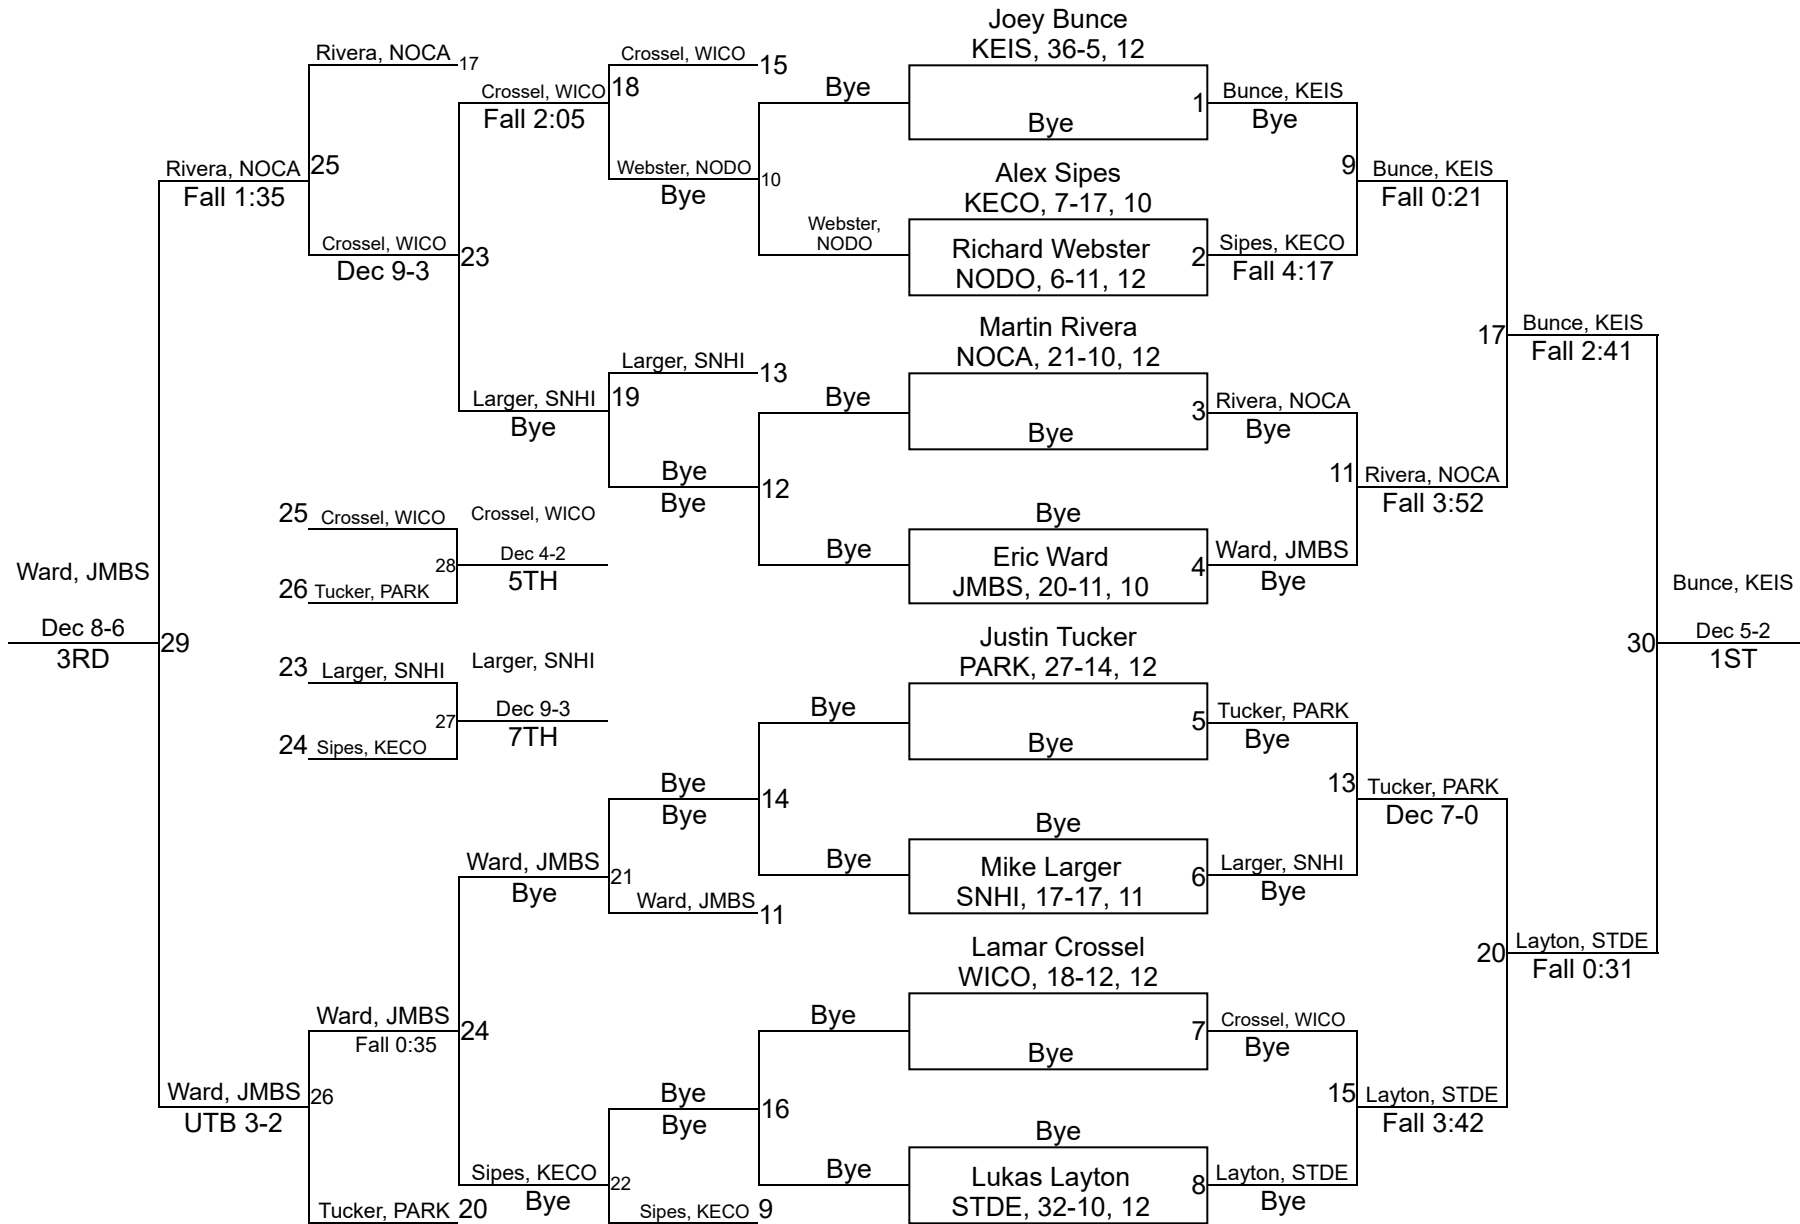 Joey Bunce
KEIS, 36-5, 12
Rivera, NOCA
17
Crossel, WICO
15
18
Crossel, WICO
Fall 2:05
Bye
Bye
1
Bunce, KEIS
Bye
Rivera, NOCA
Fall 1:35
25
Webster, NODO
Bye
10
Alex Sipes
KECO, 7-17, 10
9
Bunce, KEIS
Fall 0:21
Crossel, WICO
Dec 9-3
23
Webster,
NODO
Richard Webster
NODO, 6-11, 12
2
Sipes, KECO
Fall 4:17
Martin Rivera
NOCA, 21-10, 12
17
Bunce, KEIS
Fall 2:41
Larger, SNHI
13
Larger, SNHI
Bye
19
Bye
Bye
3
Rivera, NOCA
Bye
Bye
Bye
12
11
Rivera, NOCA
Fall 3:52
25
Crossel, WICO
Crossel, WICO
28
Dec 4-2
5TH
26
Tucker, PARK
Bye
Bye
Eric Ward
JMBS, 20-11, 10
4
Ward, JMBS
Bye
Ward, JMBS
Dec 8-6
3RD
29
Bunce, KEIS
30
Dec 5-2
1ST
23
Larger, SNHI
Larger, SNHI
27
Dec 9-3
7TH
24
Sipes, KECO
Justin Tucker
PARK, 27-14, 12
Bye
Bye
5
Tucker, PARK
Bye
Bye
Bye
14
13
Tucker, PARK
Dec 7-0
Ward, JMBS
Bye
21
Ward, JMBS
11
Bye
Bye
Mike Larger
SNHI, 17-17, 11
6
Larger, SNHI
Bye
Lamar Crossel
WICO, 18-12, 12
20
Layton, STDE
Fall 0:31
Ward, JMBS
Fall 0:35
24
Bye
Bye
7
Crossel, WICO
Bye
Ward, JMBS
UTB 3-2
26
Bye
Bye
16
15
Layton, STDE
Fall 3:42
Sipes, KECO
Bye
22
Bye
Bye
Lukas Layton
STDE, 32-10, 12
8
Layton, STDE
Bye
Tucker, PARK
20
Sipes, KECO
9